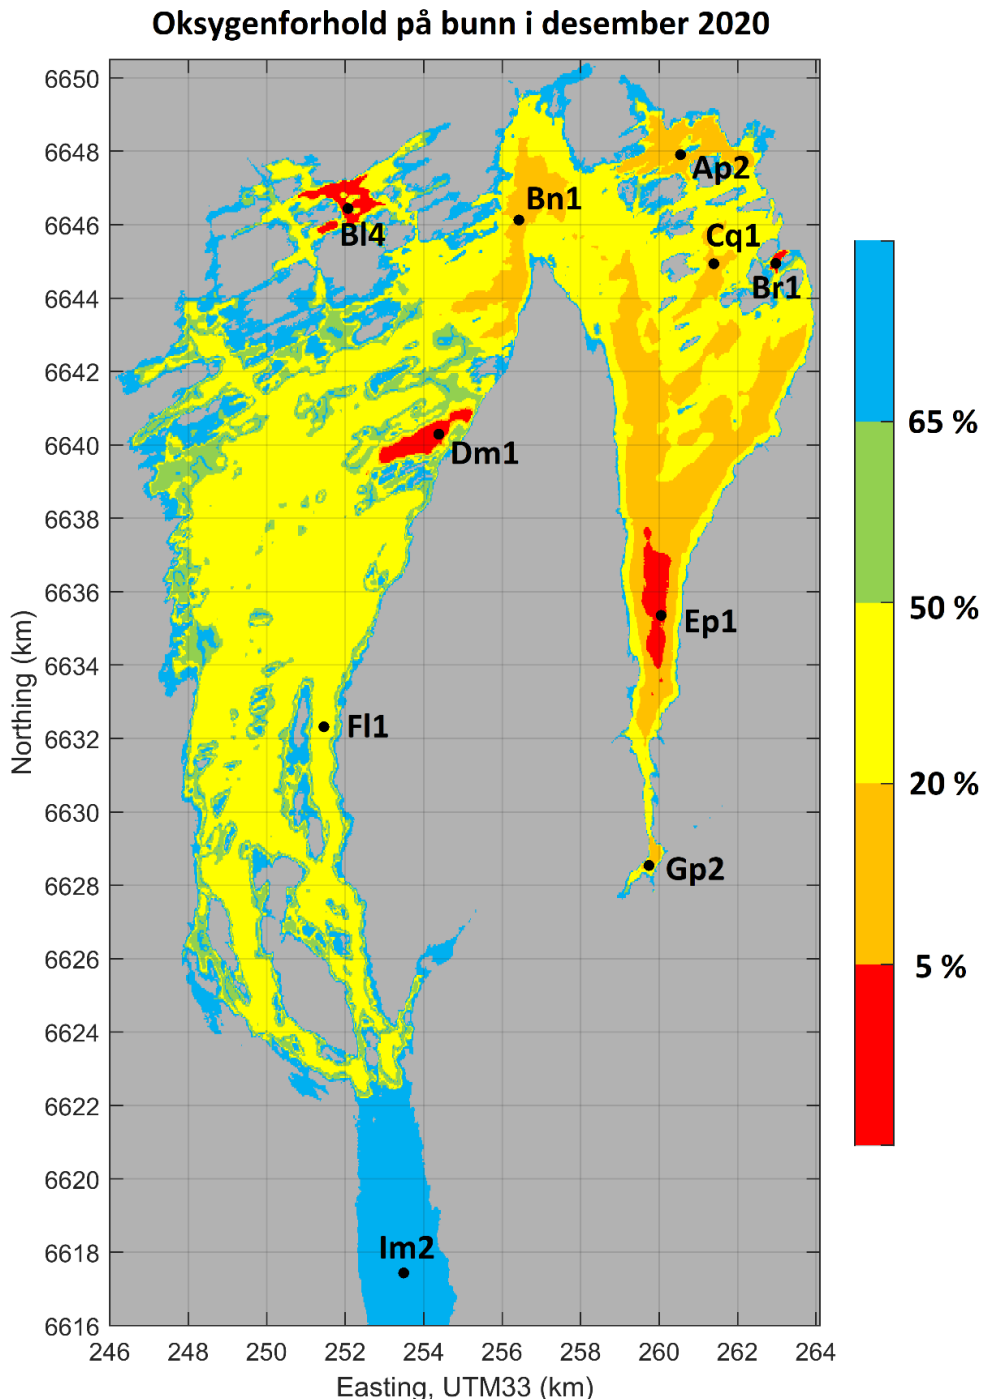 Oksygenforhold på bunn i desember 2020
6650
6648
6646
6644
6642
6640
6638
6636
6634
6632
6630
6628
6626
6624
6622
6620
6618
6616
Northing (km)
246 248 250 252 254 256 258 260 262 264
Easting, UTM33 (km)
Ap2
Bn1
Bl4
Cq1
Br1
Dm1
Ep1
Fl1
Gp2
Im2
65 %
50 %
20 %
5 %